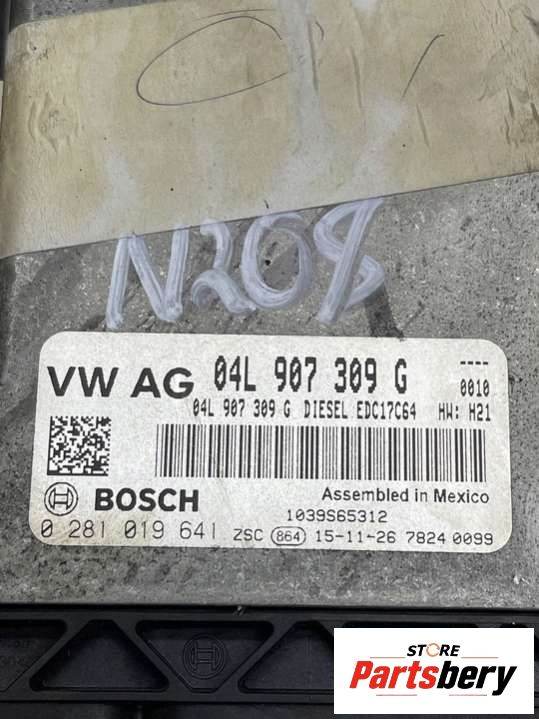 N208
VW AG 04L 907 309 G ----
0010
04L 907 309 G DIESEL EDC17C64 HW: H21
BOSCH
Assembled in Mexico
1039S65312
0 281 019 641 ZSC 864 15-11-26 7824 0099
BOSCH
STORE
Partsbery